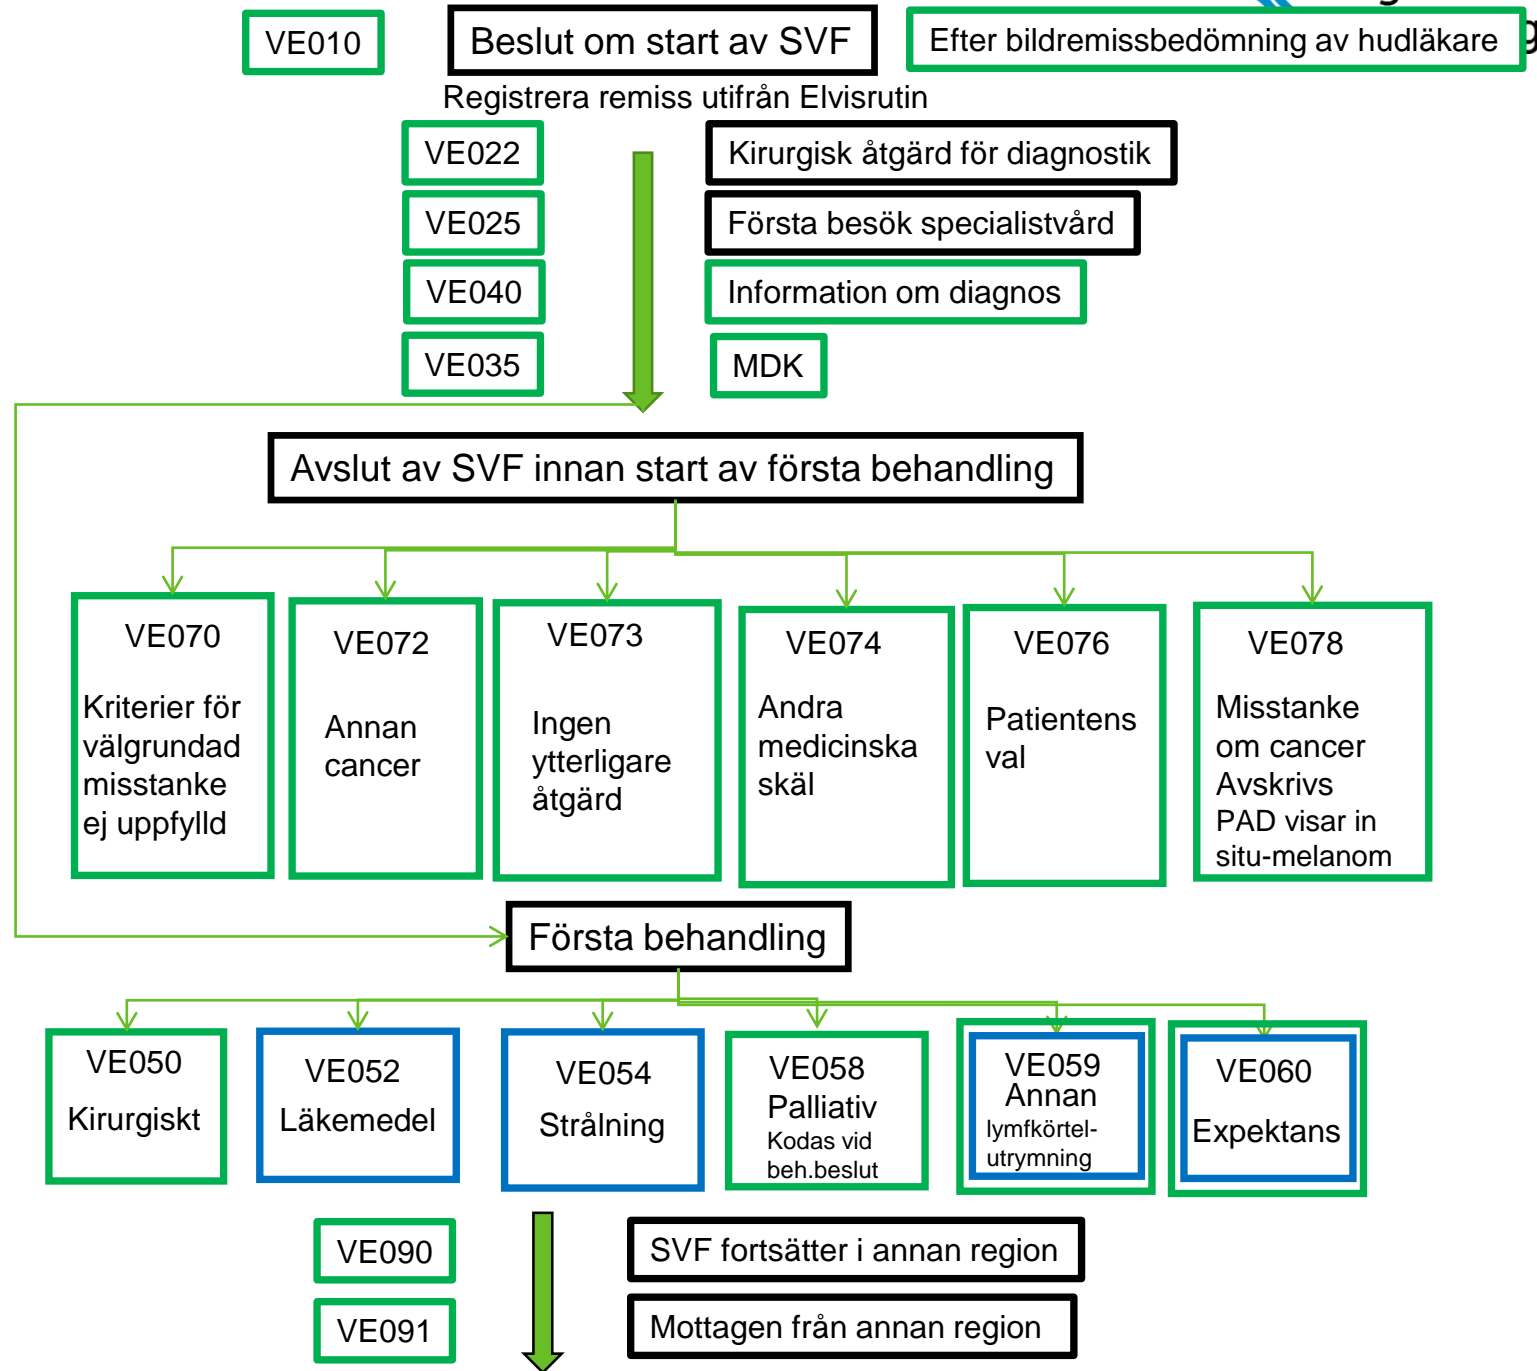 VE010
Beslut om start av SVF
Efter bildremissbedömning av hudläkare
Registrera remiss utifrån Elvisrutin
VE022
Kirurgisk åtgärd för diagnostik
VE025
Första besök specialistvård
VE040
Information om diagnos
VE035
MDK
Avslut av SVF innan start av första behandling
VE070
Kriterier för
välgrundad
misstanke
ej uppfylld
VE072
Annan
cancer
VE073
Ingen
ytterligare
åtgärd
VE074
Andra
medicinska
skäl
VE076
Patientens
val
VE078
Misstanke
om cancer
Avskrivs
PAD visar in
situ-melanom
Första behandling
VE050
Kirurgiskt
VE052
Läkemedel
VE054
Strålning
VE058
Palliativ
Kodas vid
beh.beslut
VE059
Annan
lymfkörtel-
utrymning
VE060
Expektans
VE090
SVF fortsätter i annan region
VE091
Mottagen från annan region